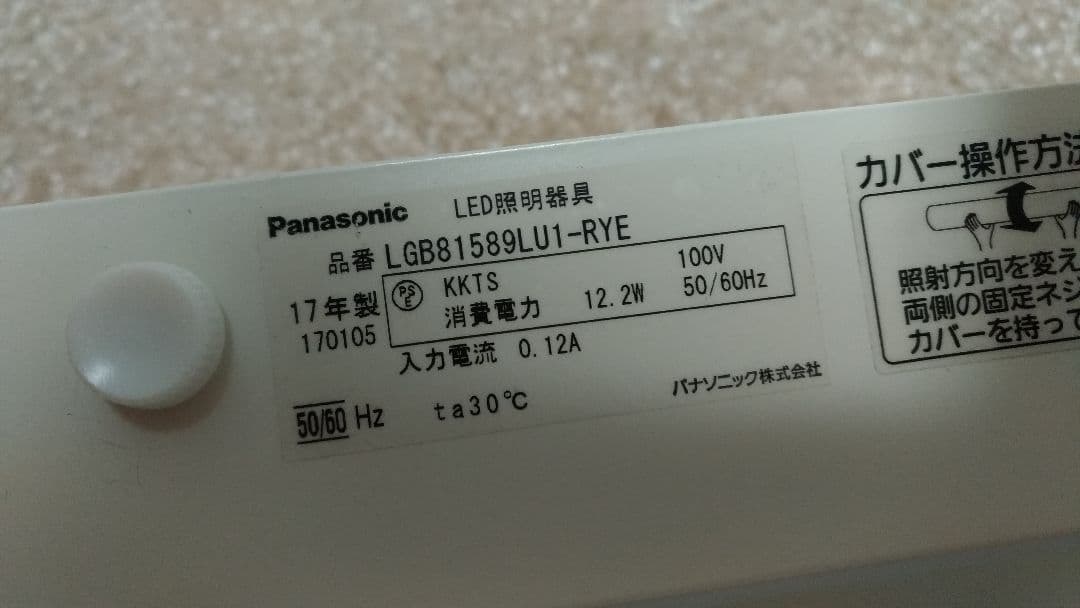 Panasonic LED照明器具
品番 LGB81589LU1-RYE
17年製
170105
PS
E
KKTS 100V
消費電力 12.2W 50/60Hz
入力電流 0.12A
50/60 Hz ta30℃
パナソニック株式会社
カバー操作方法
照射方向を変え
両側の固定ネジ
カバーを持って